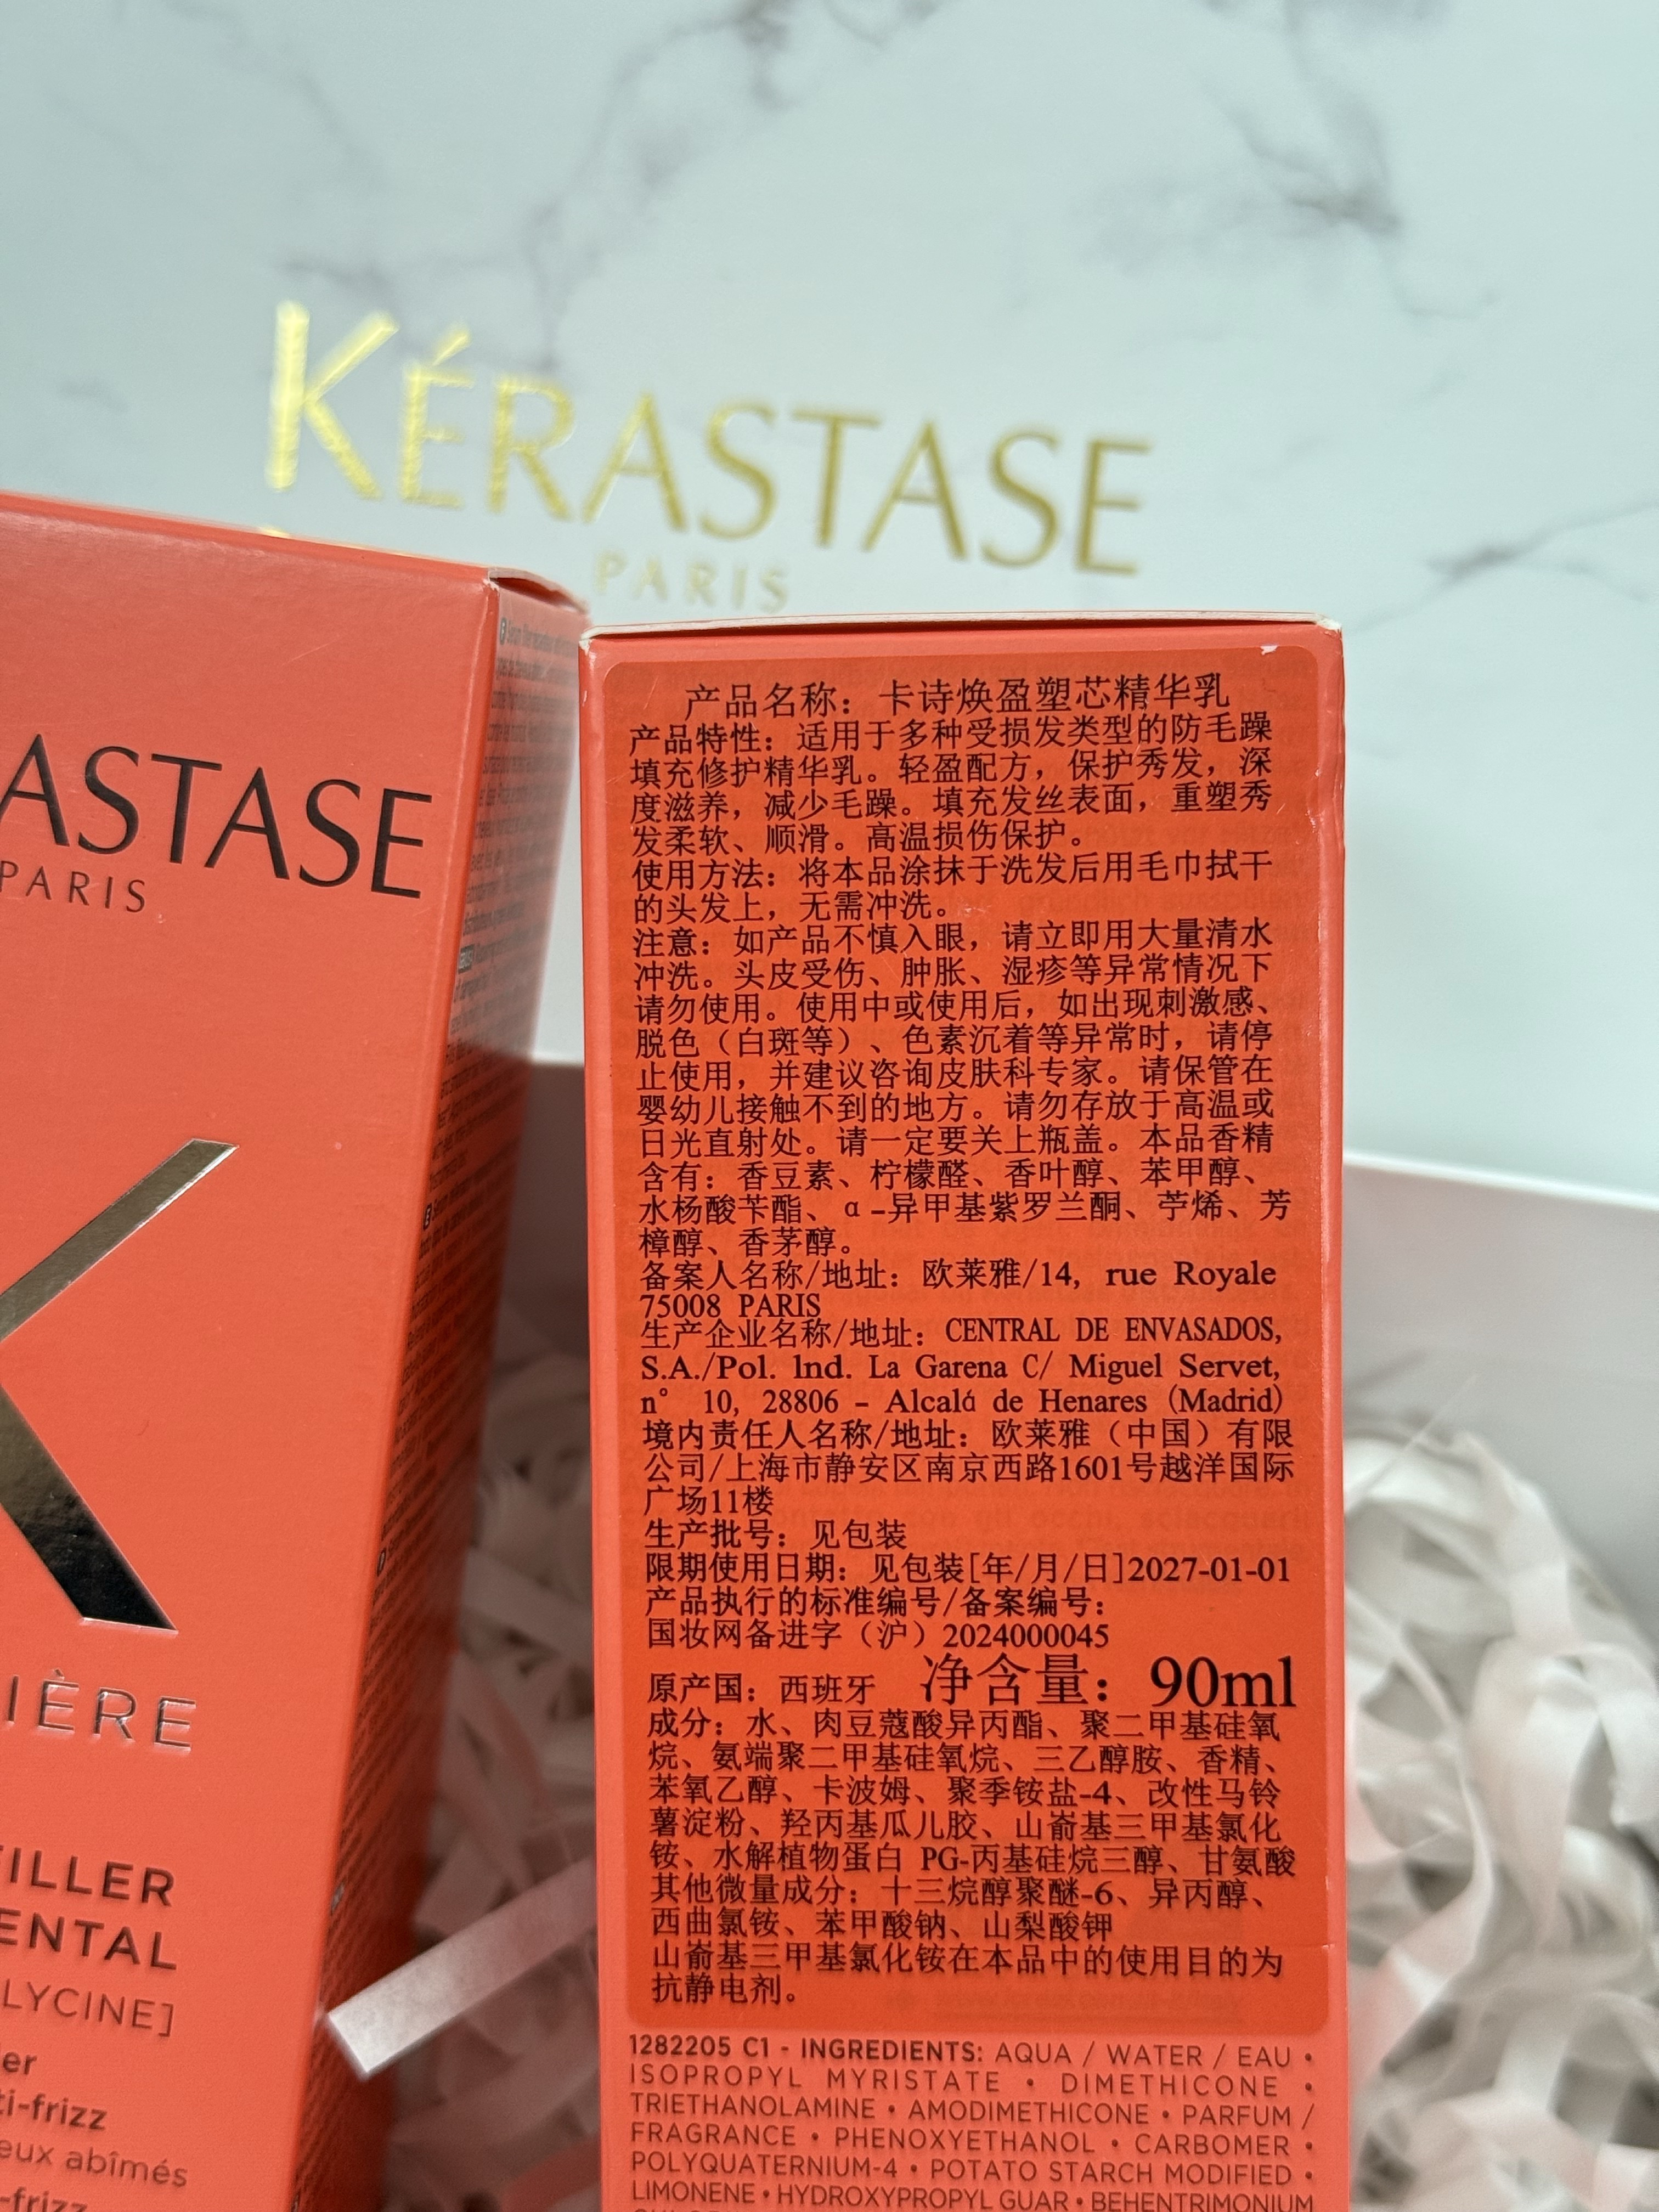 KÉRASTASE
PARIS
ASTASE
PARIS
K
IÈRE
FILLER
ENTAL
LYCINE]
er
ti-frizz
eux abîmés
-frizz
产品名称：卡诗焕盈塑芯精华乳
产品特性：适用于多种受损发类型的防毛躁
填充修护精华乳。轻盈配方，保护秀发，深
度滋养，减少毛躁。填充发丝表面，重塑秀
发柔软、顺滑。高温损伤保护。
使用方法：将本品涂抹于洗发后用毛巾拭干
的头发上，无需冲洗。
注意：如产品不慎入眼，请立即用大量清水
冲洗。头皮受伤、肿胀、湿疹等异常情况下
请勿使用。使用中或使用后，如出现刺激感、
脱色（白斑等）、色素沉着等异常时，请停
止使用，并建议咨询皮肤科专家。请保管在
婴幼儿接触不到的地方。请勿存放于高温或
日光直射处。请一定要关上瓶盖。本品香精
含有：香豆素、柠檬醛、香叶醇、苯甲醇、
水杨酸苄酯、α-异甲基紫罗兰酮、苧烯、芳
樟醇、香茅醇。
备案人名称/地址：欧莱雅/14, rue Royale
75008 PARIS
生产企业名称/地址：CENTRAL DE ENVASADOS,
S.A./Pol. lnd. La Garena C/ Miguel Servet,
n° 10, 28806 - Alcalá de Henares (Madrid)
境内责任人名称/地址：欧莱雅（中国）有限
公司/上海市静安区南京西路1601号越洋国际
广场11楼
生产批号：见包装
限期使用日期：见包装[年/月/日]2027-01-01
产品执行的标准编号/备案编号：
国妆网备进字（沪）2024000045
原产国：西班牙 净含量：90ml
成分：水、肉豆蔻酸异丙酯、聚二甲基硅氧
烷、氨端聚二甲基硅氧烷、三乙醇胺、香精、
苯氧乙醇、卡波姆、聚季铵盐-4、改性马铃
薯淀粉、羟丙基瓜儿胶、山嵛基三甲基氯化
铵、水解植物蛋白 PG-丙基硅烷三醇、甘氨酸
其他微量成分：十三烷醇聚醚-6、异丙醇、
西曲氯铵、苯甲酸钠、山梨酸钾
山嵛基三甲基氯化铵在本品中的使用目的为
抗静电剂。
1282205 C1 - INGREDIENTS: AQUA / WATER / EAU •
ISOPROPYL MYRISTATE • DIMETHICONE •
TRIETHANOLAMINE • AMODIMETHICONE • PARFUM /
FRAGRANCE • PHENOXYETHANOL • CARBOMER •
POLYQUATERNIUM-4 • POTATO STARCH MODIFIED •
LIMONENE • HYDROXYPROPYL GUAR • BEHENTRIMONIUM